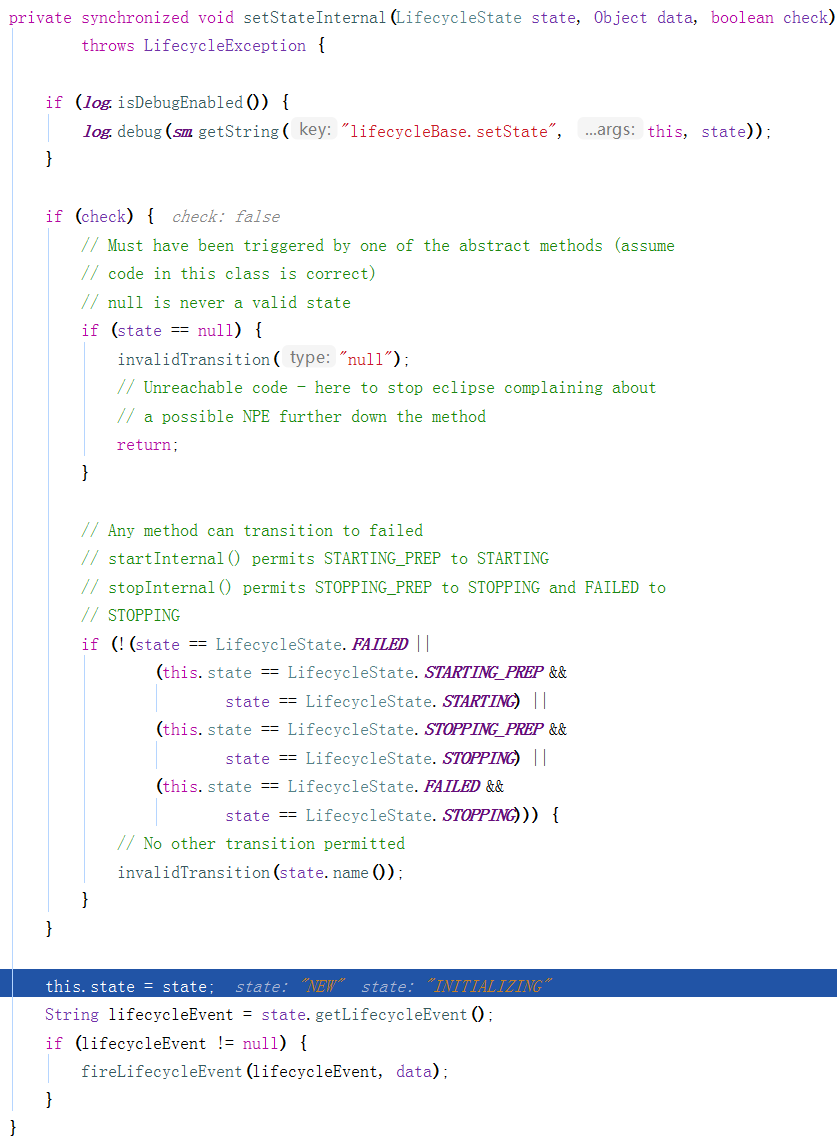 private synchronized void setStateInternal(LifecycleState state, Object data, boolean check)
        throws LifecycleException {

    if (log.isDebugEnabled()) {
        log.debug(sm.getString( key: "lifecycleBase.setState", ...args: this, state));
    }

    if (check) {  check: false
        // Must have been triggered by one of the abstract methods (assume
        // code in this class is correct)
        // null is never a valid state
        if (state == null) {
            invalidTransition( type: "null");
            // Unreachable code - here to stop eclipse complaining about
            // a possible NPE further down the method
            return;
        }

        // Any method can transition to failed
        // startInternal() permits STARTING_PREP to STARTING
        // stopInternal() permits STOPPING_PREP to STOPPING and FAILED to
        // STOPPING
        if (!(state == LifecycleState.FAILED ||
                (this.state == LifecycleState.STARTING_PREP &&
                        state == LifecycleState.STARTING) ||
                (this.state == LifecycleState.STOPPING_PREP &&
                        state == LifecycleState.STOPPING) ||
                (this.state == LifecycleState.FAILED &&
                        state == LifecycleState.STOPPING))) {
            // No other transition permitted
            invalidTransition(state.name());
        }
    }

    this.state = state;  state: "NEW"  state: "INITIALIZING"
    String lifecycleEvent = state.getLifecycleEvent();
    if (lifecycleEvent != null) {
        fireLifecycleEvent(lifecycleEvent, data);
    }
}